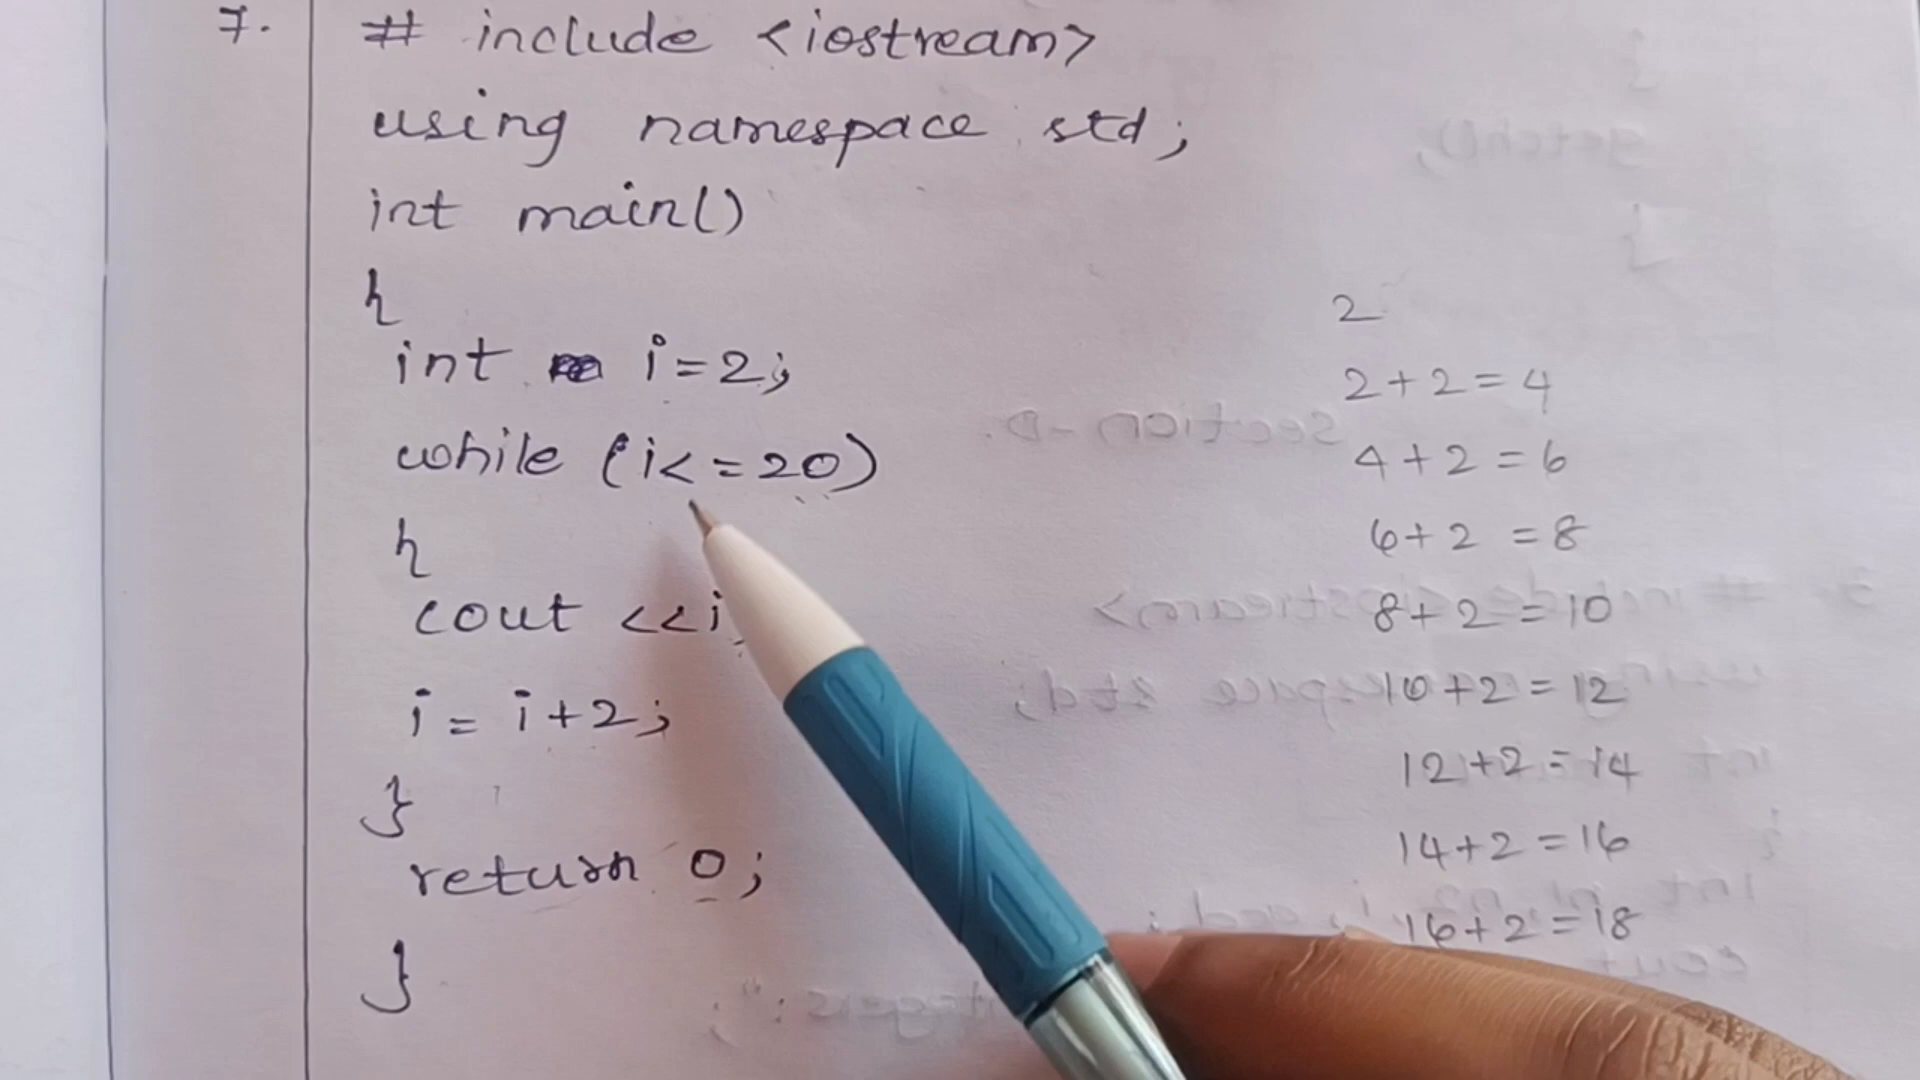 7. # include <iostream>
using namespace std;
int main()
{
int i=2;
while (i<=20)
{
cout <<i
i = i+2;
}
return 0;
}
2
2+2=4
4+2=6
6+2 =8
8+2=10
10+2=12
12+2=14
14+2=16
16+2=18